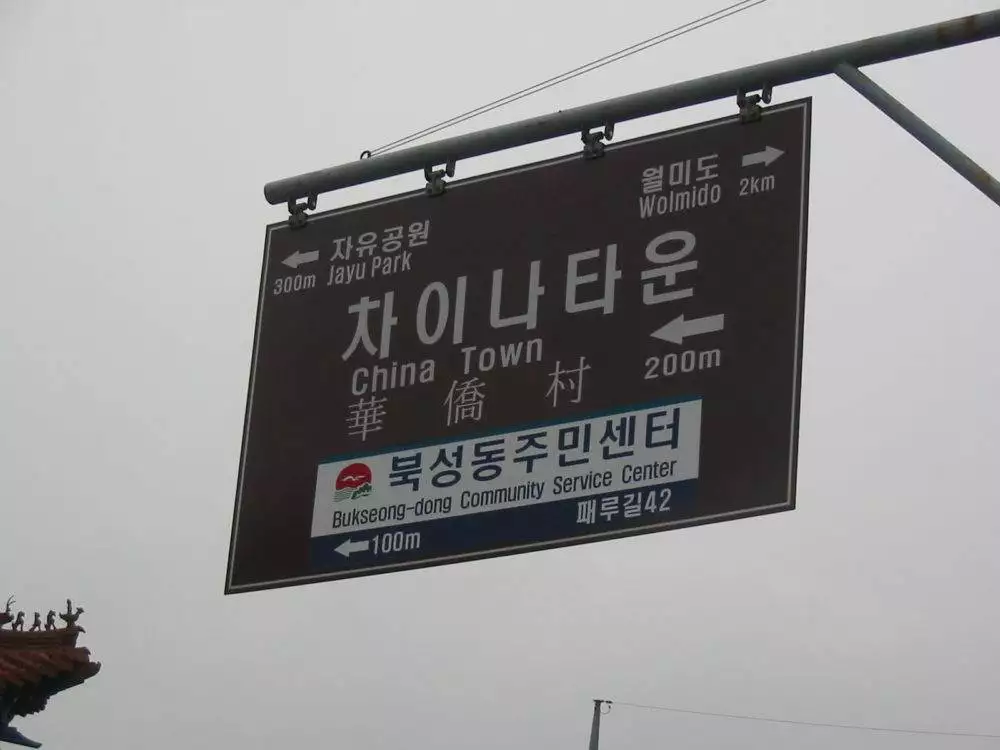 월미도
Wolmido 2km
자유공원
300m Jayu Park
차이나타운
China Town
200m
華僑村
북성동주민센터
Bukseong-dong Community Service Center
패루길42
100m